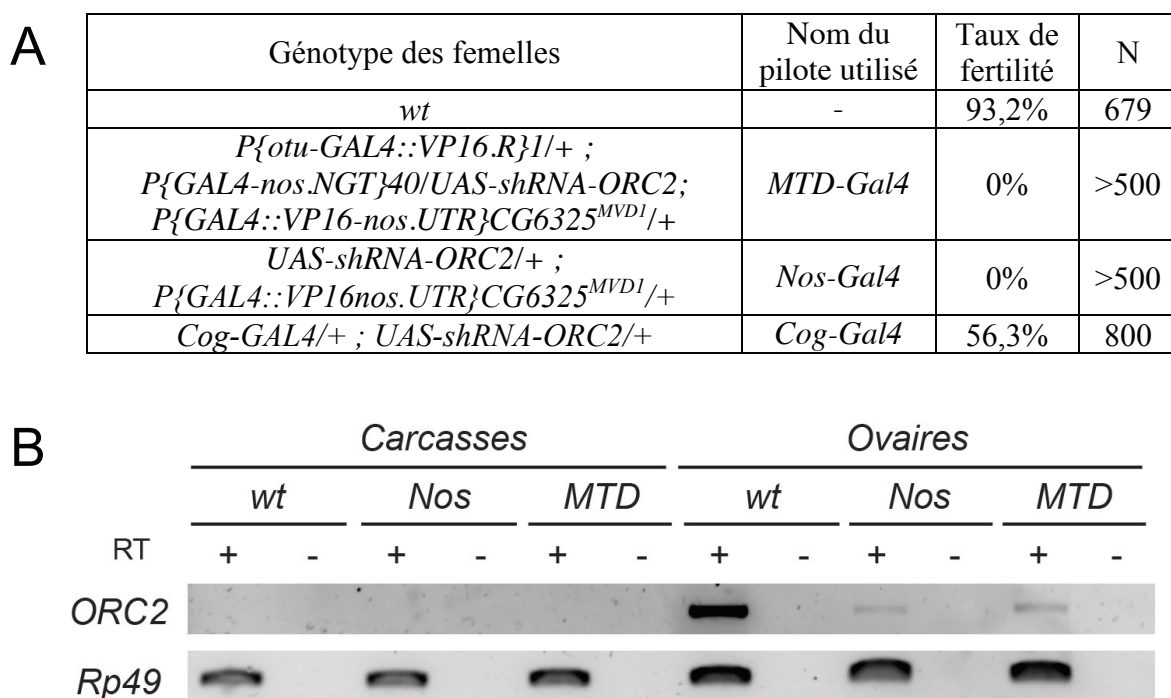 A
Génotype des femelles
Nom du
pilote utilisé
Taux de
fertilité
N
wt
-
93,2%
679
P{otu-GAL4::VP16.R}1/+ ;
P{GAL4-nos.NGT}40/UAS-shRNA-ORC2;
P{GAL4::VP16-nos.UTR}CG6325MVD1/+
MTD-Gal4
0%
>500
UAS-shRNA-ORC2/+ ;
P{GAL4::VP16nos.UTR}CG6325MVD1/+
Nos-Gal4
0%
>500
Cog-GAL4/+ ; UAS-shRNA-ORC2/+
Cog-Gal4
56,3%
800
B
Carcasses Ovaires
wt Nos MTD wt Nos MTD
RT + - + - + - + - + - + -
ORC2
Rp49